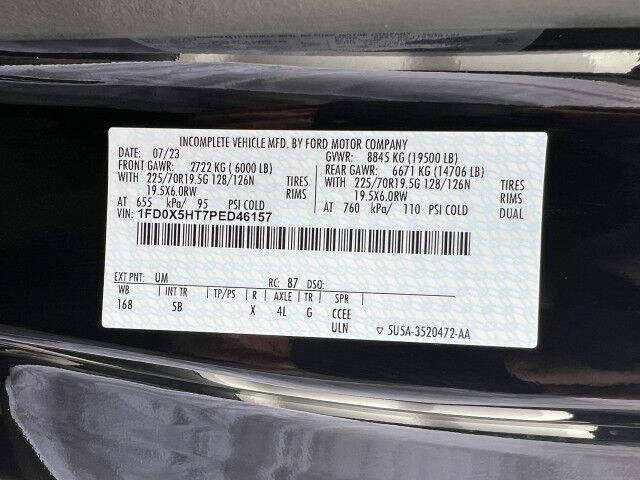 INCOMPLETE VEHICLE MFD. BY FORD MOTOR COMPANY
DATE: 07/23 GVWR: 8845 KG (19500 LB)
FRONT GAWR: 2722 KG ( 6000 LB) REAR GAWR: 6671 KG (14706 LB)
WITH 225/70R19.5G 128/126N TIRES WITH 225/70R19.5G 128/126N TIRES
19.5X6.0RW RIMS 19.5X6.0RW RIMS
AT 655 kPa/ 95 PSI COLD AT 760 kPa/ 110 PSI COLD DUAL
VIN: 1FD0X5HT7PED46157
EXT PNT: UM RC: 87 DSO:
WB INT TR TP/PS R AXLE TR SPR
168 5B X 4L G CCEE
ULN ▽ 5U5A-3520472-AA